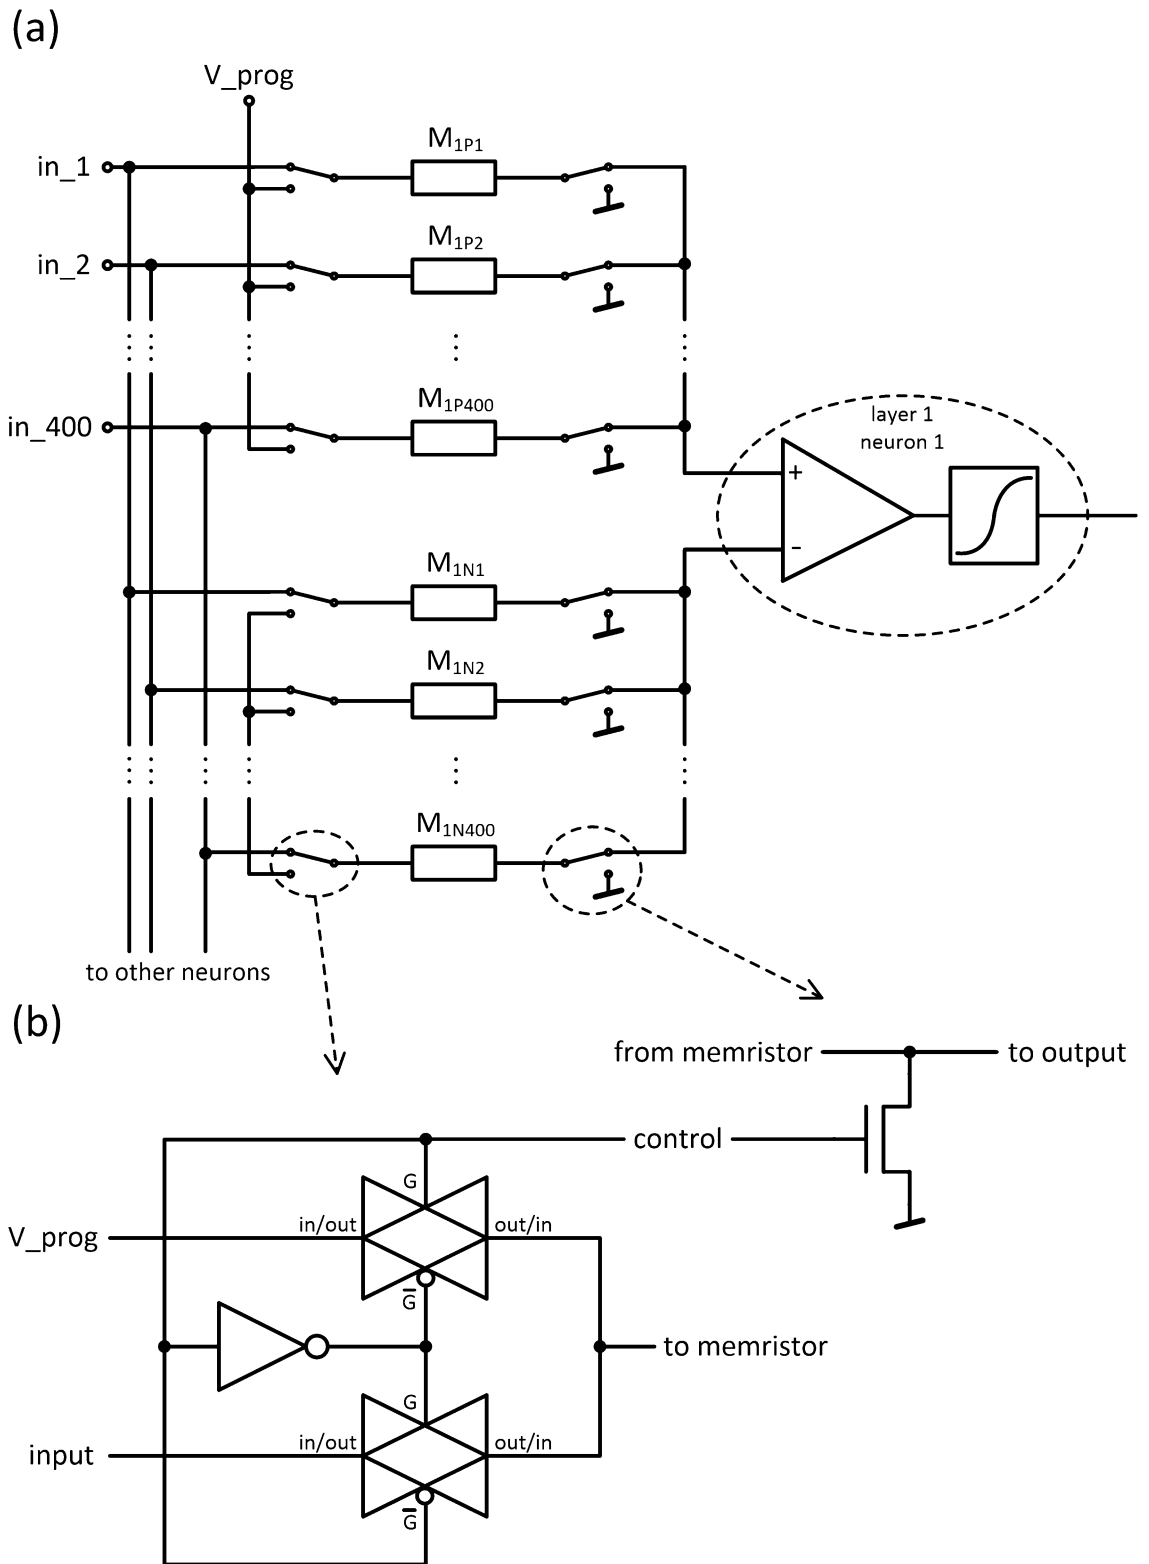 (a)
V_prog
in_1
M1P1
in_2
M1P2
in_400
M1P400
layer 1
neuron 1
+
-
M1N1
M1N2
M1N400
to other neurons
(b)
from memristor
to output
control
G
in/out
out/in
V_prog
G̅
to memristor
G
in/out
out/in
input
G̅